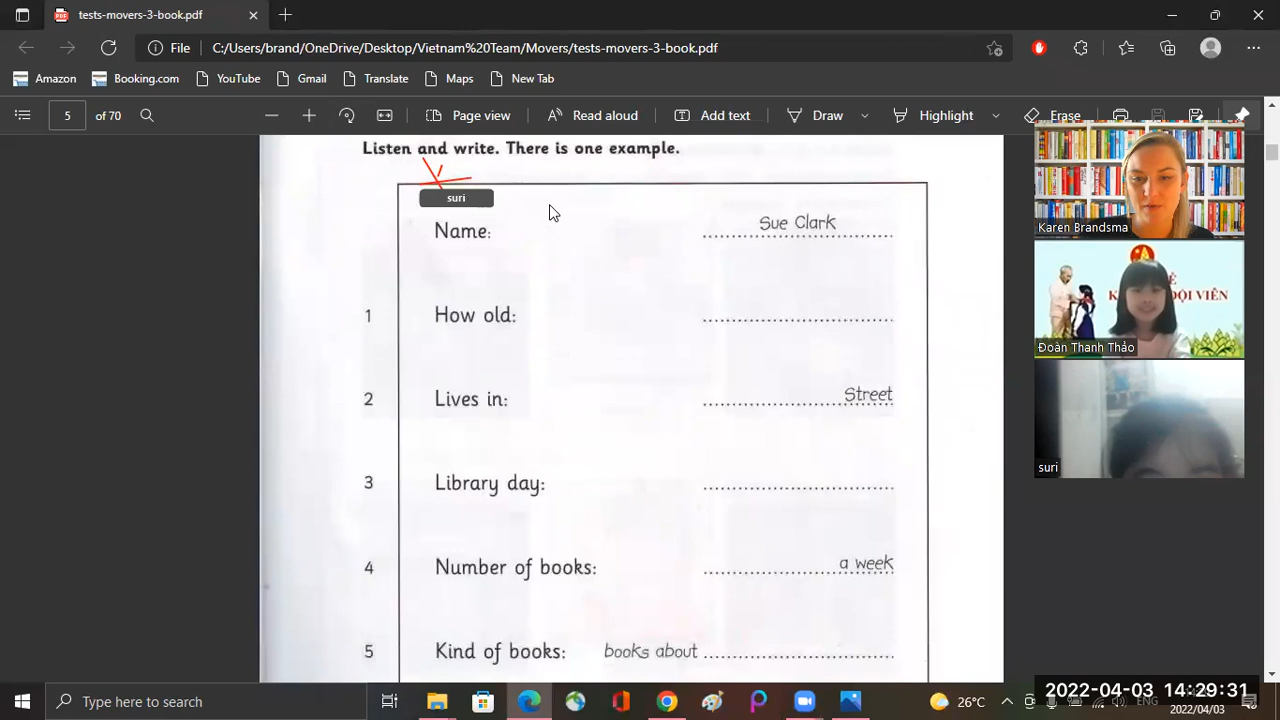 tests-movers-3-book.pdf
File
C:/Users/brand/OneDrive/Desktop/Vietnam%20Team/Movers/tests-movers-3-book.pdf
Amazon
Booking.com
YouTube
Gmail
Translate
Maps
New Tab
5 of 70
Page view
Read aloud
Add text
Draw
Highlight
Erase
Listen and write. There is one example.
suri
Name: Sue Clark
1 How old:
2 Lives in: Street
3 Library day:
4 Number of books: a week
5 Kind of books: books about
Karen Brandsma
ĐỘI VIÊN
Đoàn Thanh Thảo
suri
Type here to search
26°C
ENG
2022-04-03 14:29:31
2022/04/03